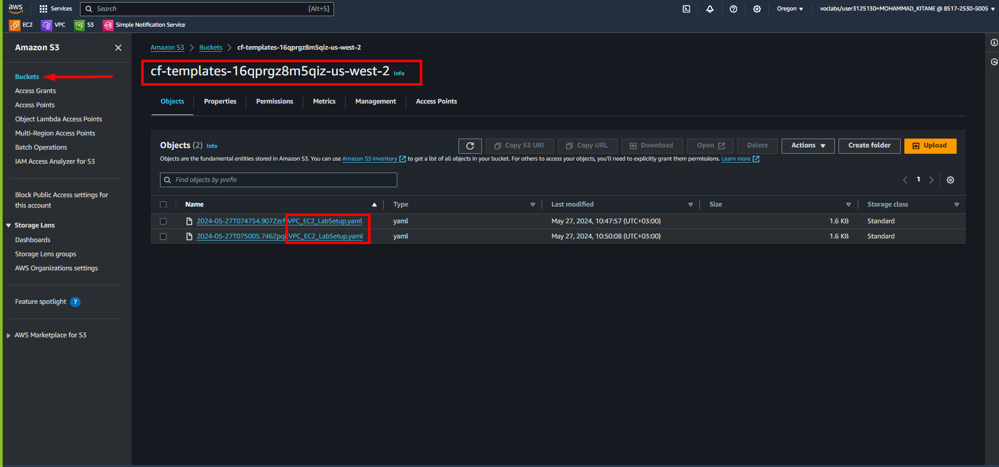 aws Services Search [Alt+S] Oregon voclabs/user3125130=MOHAMMAD_KITANE @ 8517-2530-5005
EC2 VPC S3 Simple Notification Service
Amazon S3
Buckets
Access Grants
Access Points
Object Lambda Access Points
Multi-Region Access Points
Batch Operations
IAM Access Analyzer for S3
Block Public Access settings for
this account
Storage Lens
Dashboards
Storage Lens groups
AWS Organizations settings
Feature spotlight 7
AWS Marketplace for S3
Amazon S3 Buckets cf-templates-16qprgz8m5qiz-us-west-2
cf-templates-16qprgz8m5qiz-us-west-2 Info
Objects Properties Permissions Metrics Management Access Points
Objects (2) Info Copy S3 URI Copy URL Download Open Delete Actions Create folder Upload
Objects are the fundamental entities stored in Amazon S3. You can use Amazon S3 inventory to get a list of all objects in your bucket. For others to access your objects, you'll need to explicitly grant them permissions. Learn more
Find objects by prefix 1
Name Type Last modified Size Storage class
2024-05-27T074754.907Zzcf-VPC_EC2_LabSetup.yaml yaml May 27, 2024, 10:47:57 (UTC+03:00) 1.6 KB Standard
2024-05-27T075005.746Zpqi-VPC_EC2_LabSetup.yaml yaml May 27, 2024, 10:50:08 (UTC+03:00) 1.6 KB Standard